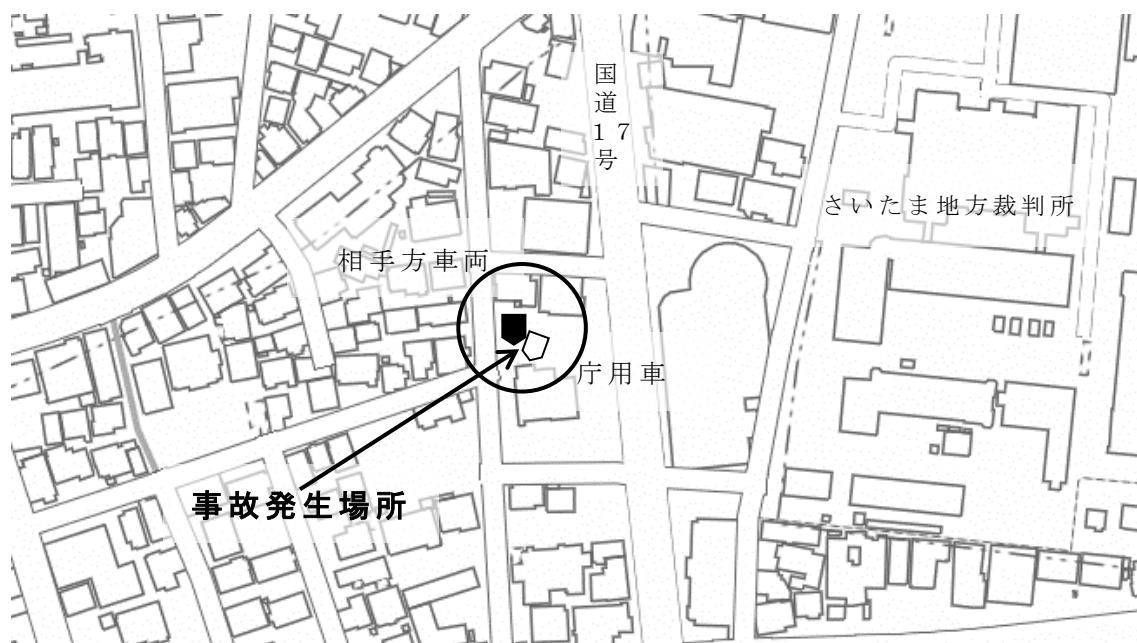 国道17号
さいたま地方裁判所
相手方車両
庁用車
事故発生場所